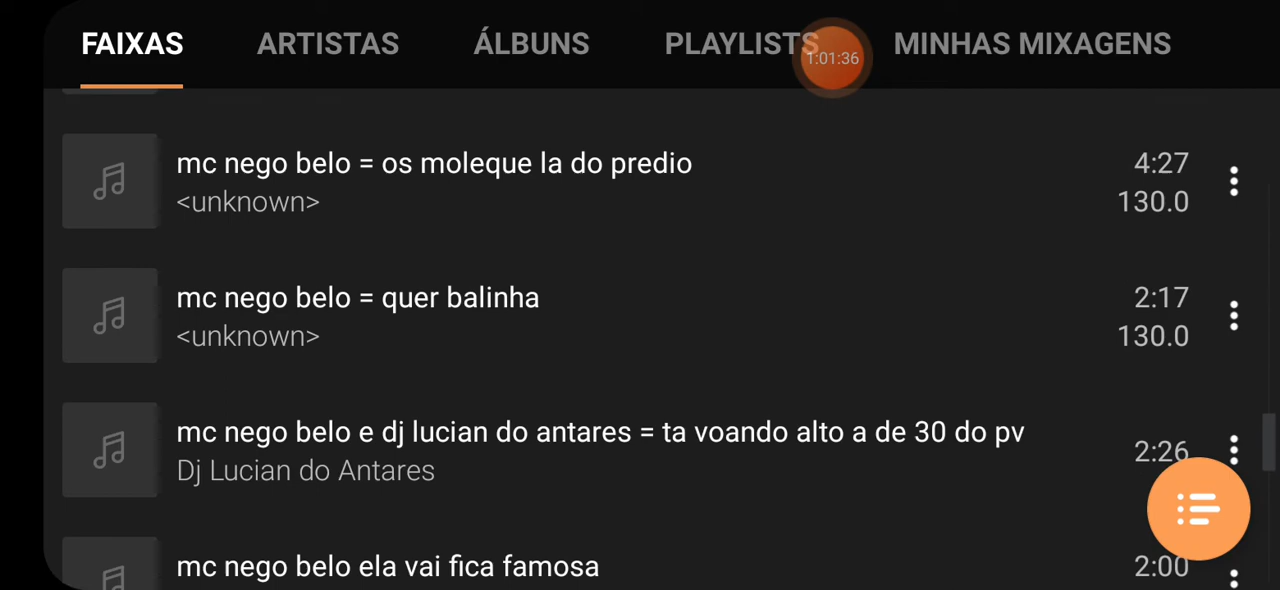 FAIXAS ARTISTAS ÁLBUNS PLAYLISTS MINHAS MIXAGENS
1:01:36
mc nego belo = os moleque la do predio 4:27
<unknown> 130.0
mc nego belo = quer balinha 2:17
<unknown> 130.0
mc nego belo e dj lucian do antares = ta voando alto a de 30 do pv
2:26
Dj Lucian do Antares
mc nego belo ela vai fica famosa 2:00